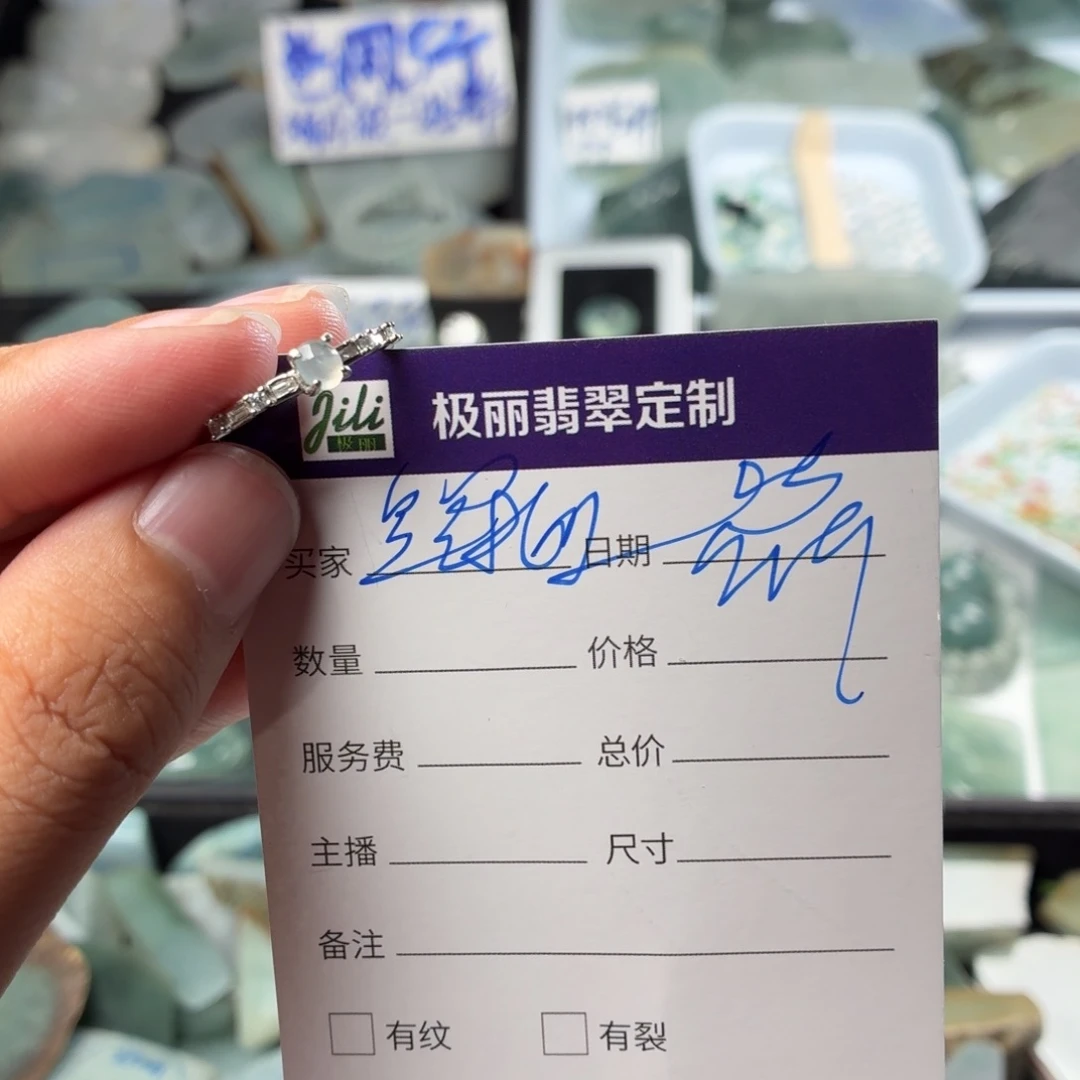 Jili
极丽
极丽翡翠定制
买家 日期
数量 价格
服务费 总价
主播 尺寸
备注
有纹 有裂